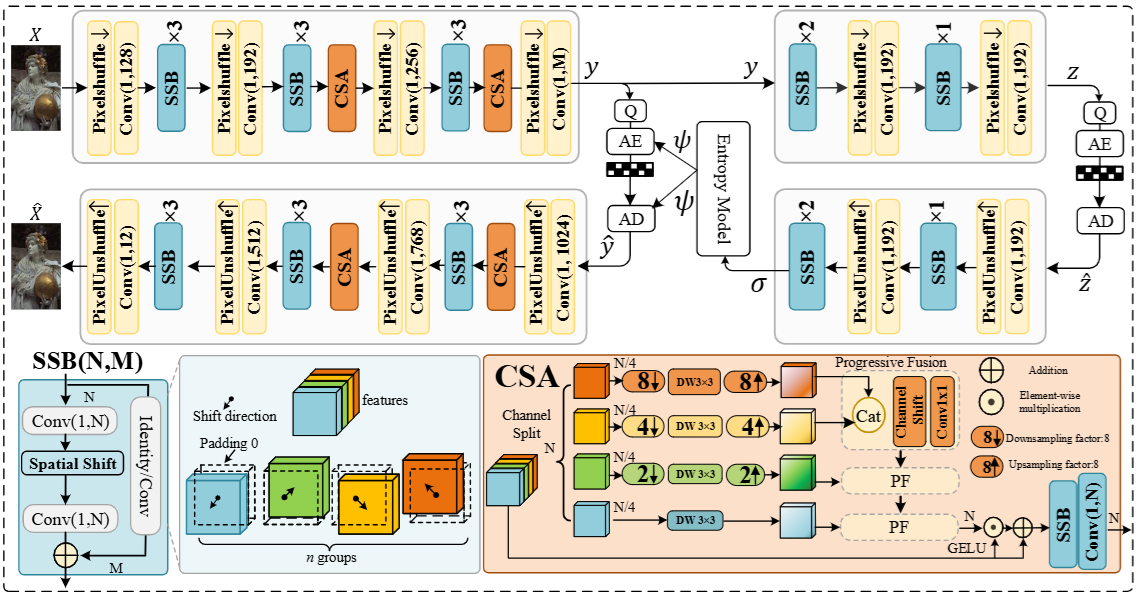 X
Pixelshuffle↓
Conv(1,128)
SSB
×3
Pixelshuffle↓
Conv(1,192)
SSB
×3
CSA
Pixelshuffle↓
Conv(1,256)
SSB
×3
CSA
Pixelshuffle↓
Conv(1,M)
y
y
SSB
×2
Pixelshuffle↓
Conv(1,192)
SSB
×1
Pixelshuffle↓
Conv(1,192)
z
Q
AE
AD
ŷ
ψ
ψ
Entropy Model
σ
Q
AE
AD
ẑ
X̂
PixelUnshuffle↑
Conv(1,12)
SSB
×3
PixelUnshuffle↑
Conv(1,512)
SSB
×3
CSA
PixelUnshuffle↑
Conv(1,768)
SSB
×3
CSA
PixelUnshuffle↑
Conv(1, 1024)
SSB
×2
PixelUnshuffle↑
Conv(1,192)
SSB
×1
PixelUnshuffle↑
Conv(1,192)
SSB(N,M)
N
Conv(1,N)
Spatial Shift
Conv(1,N)
Identity/Conv
M
Shift direction
features
Padding 0
n groups
CSA
Channel
Split
N
N/4
8↓
DW3×3
8↑
N/4
4↓
DW 3×3
4↑
N/4
2↓
DW 3×3
2↑
N/4
DW 3×3
Progressive Fusion
Cat
Channel
Shift
Conv1x1
PF
PF
N
GELU
SSB
Conv(1,N)
N
Addition
Element-wise
multiplication
8↓
Downsampling factor:8
8↑
Upsampling factor:8